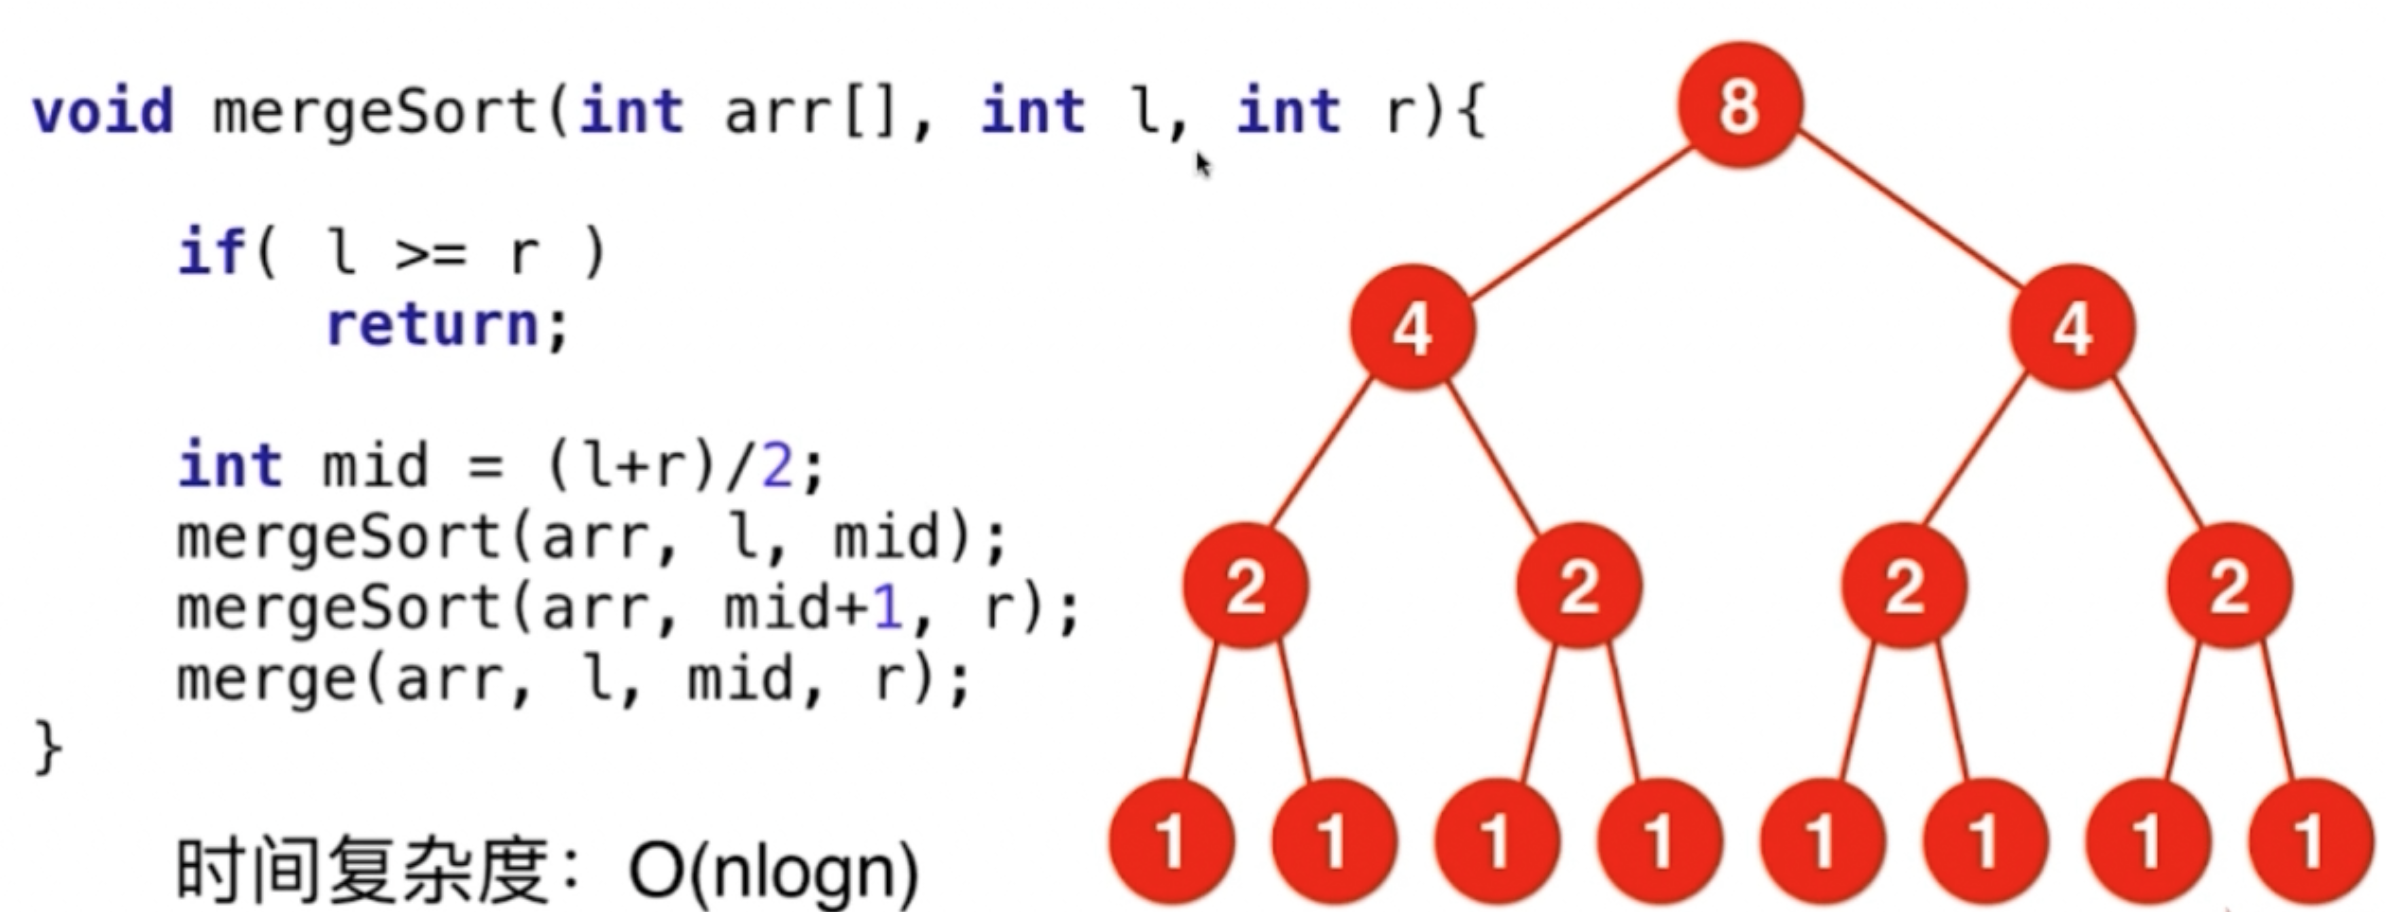 void mergeSort(int arr[], int l, int r){
if( l >= r )
return;
int mid = (l+r)/2;
mergeSort(arr, l, mid);
mergeSort(arr, mid+1, r);
merge(arr, l, mid, r);
}
时间复杂度：O(nlogn)
8
4 4
2 2 2 2
1 1 1 1 1 1 1 1